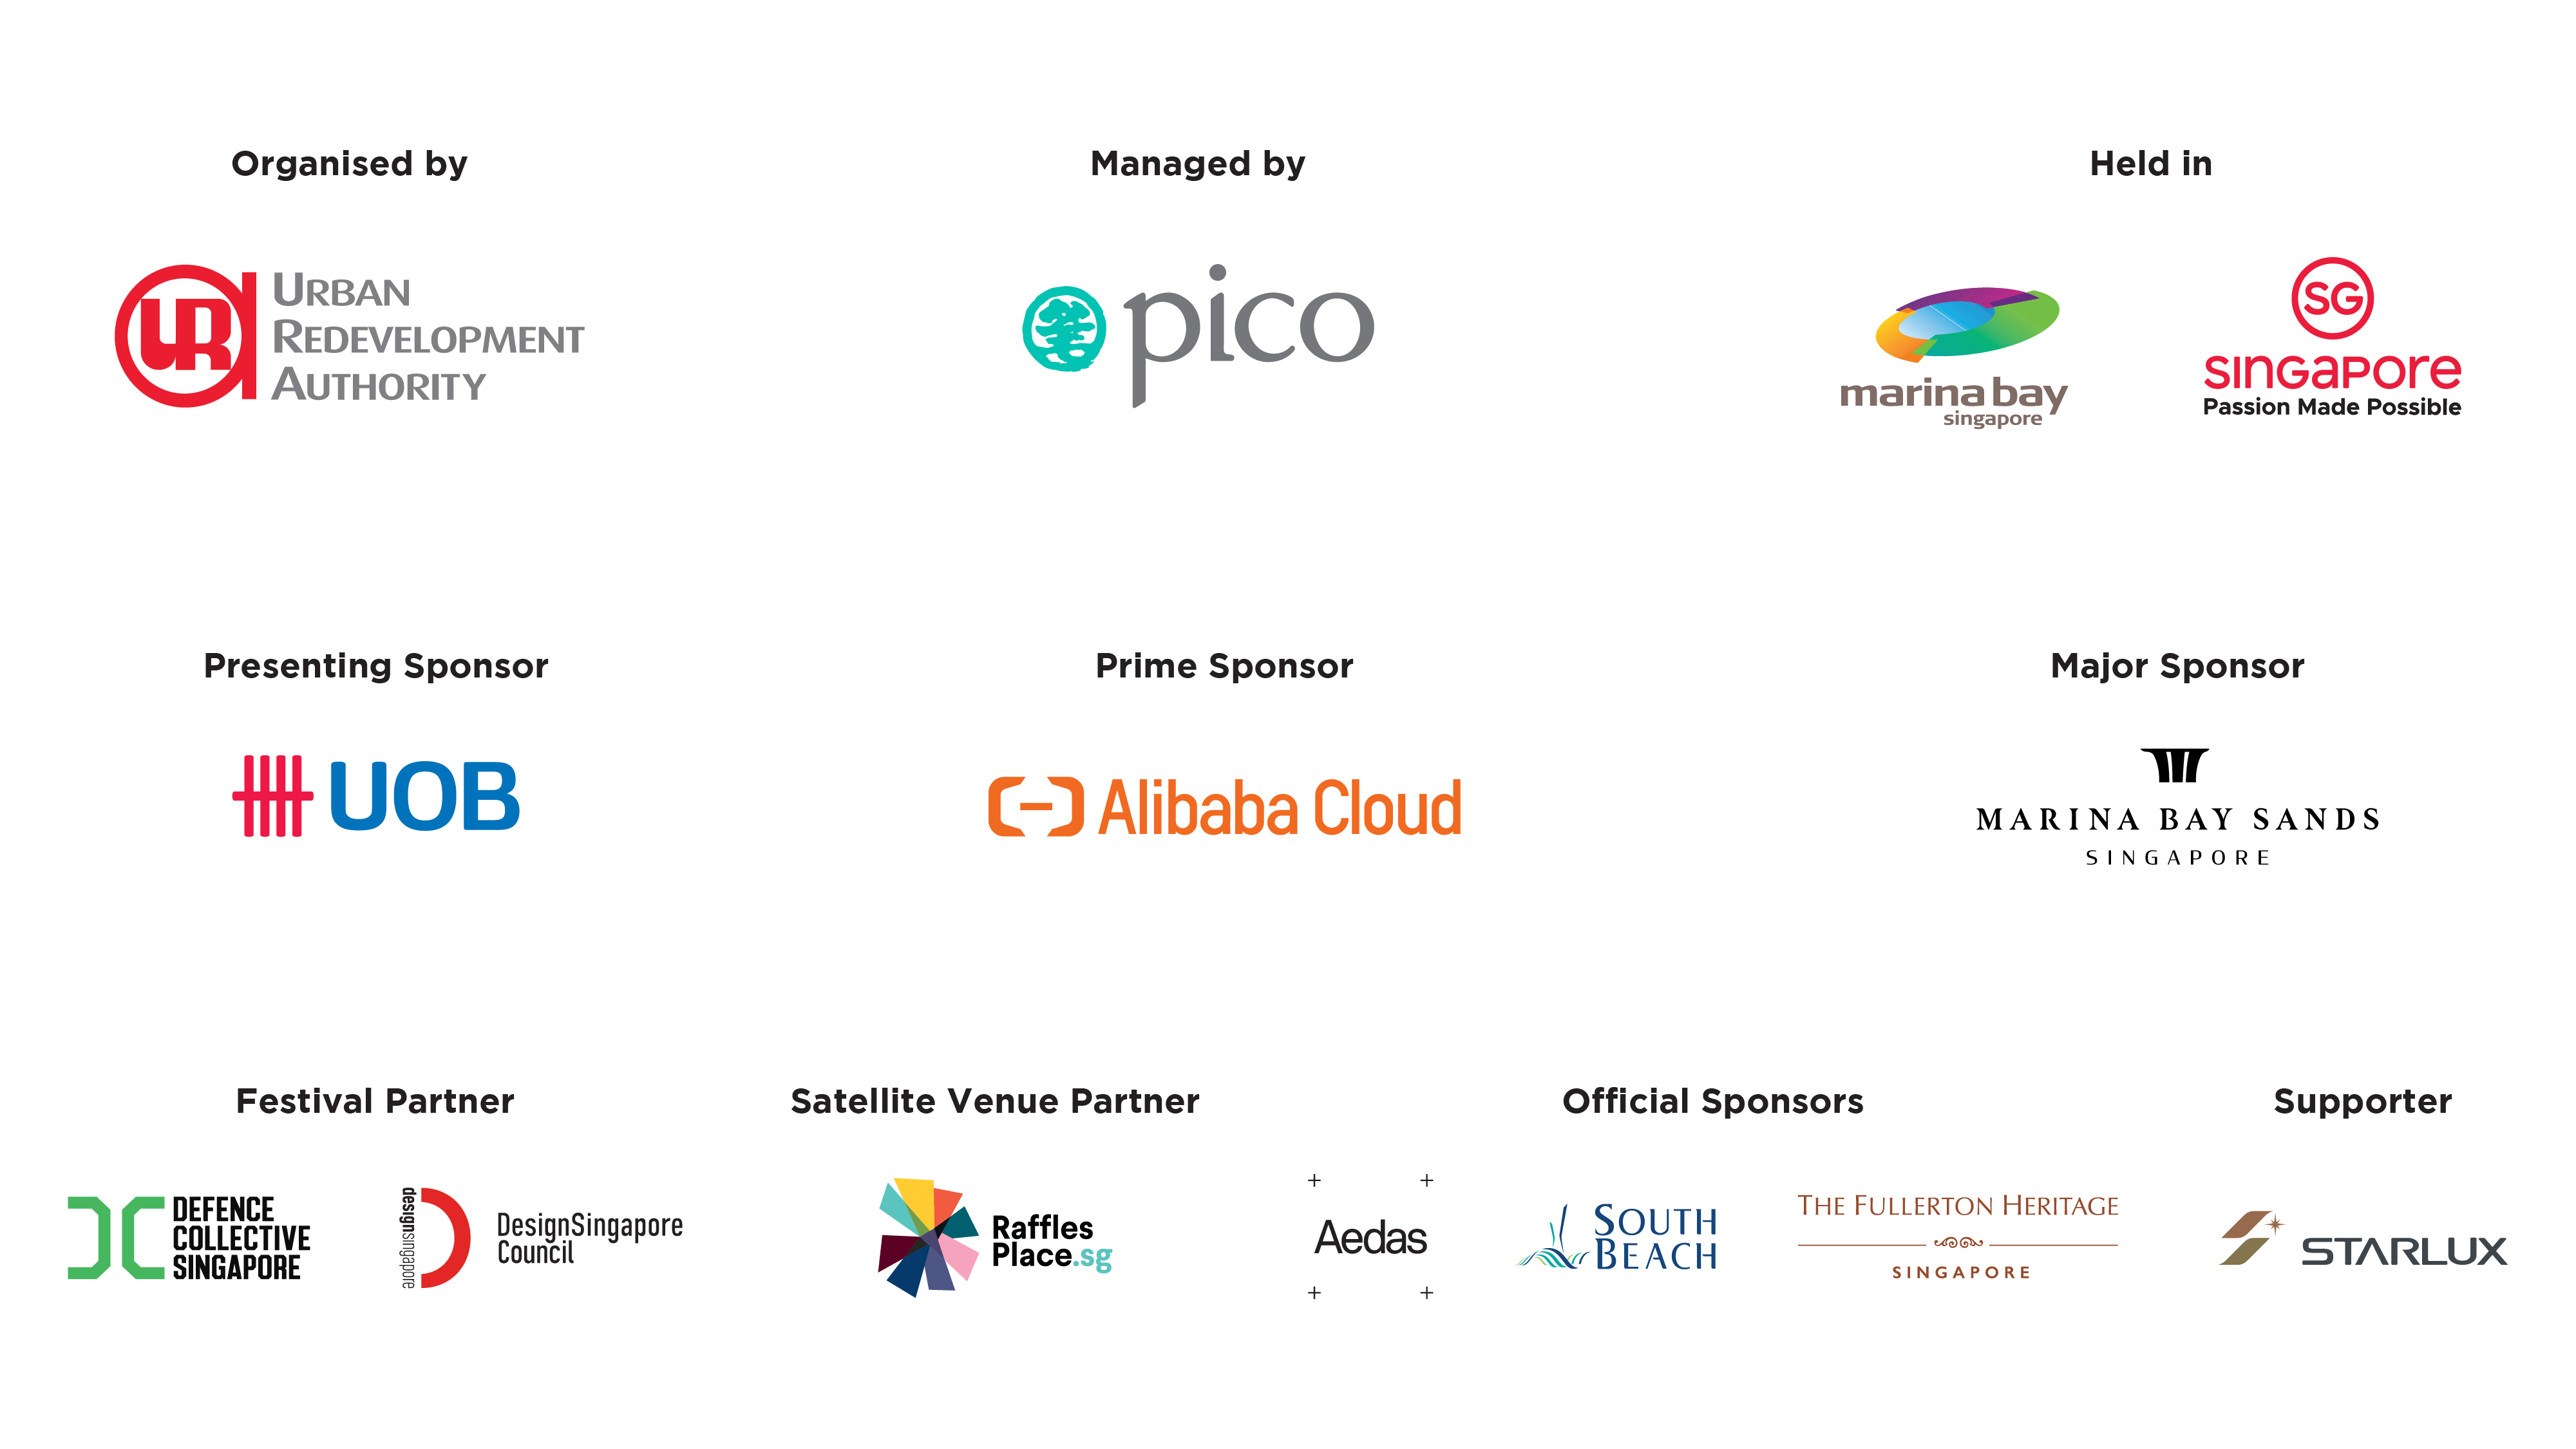 Organised by
Managed by
Held in
URA
URBAN
REDEVELOPMENT
AUTHORITY
pico
marina bay
singapore
SG
singapore
Passion Made Possible
Presenting Sponsor
Prime Sponsor
Major Sponsor
UOB
Alibaba Cloud
MARINA BAY SANDS
SINGAPORE
Festival Partner
Satellite Venue Partner
Official Sponsors
Supporter
DEFENCE
COLLECTIVE
SINGAPORE
designsingapore
DesignSingapore
Council
Raffles
Place.sg
Aedas
SOUTH
BEACH
THE FULLERTON HERITAGE
SINGAPORE
STARLUX